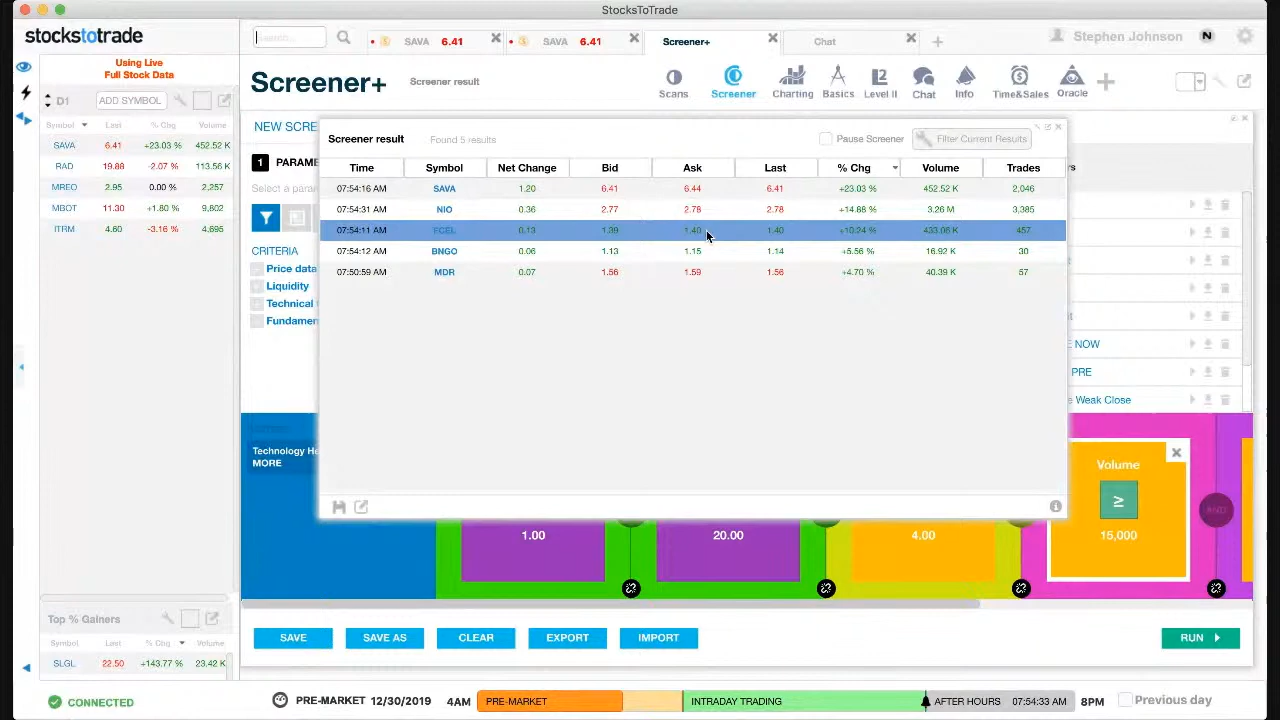 StocksToTrade
stockstotrade
Search...
SAVA 6.41
SAVA 6.41
Screener+
Chat
Stephen Johnson N
Using Live
Full Stock Data
Screener+
Screener result
Scans
Screener
Charting
Basics
Level II
Chat
Info
Time&Sales
Oracle
D1
ADD SYMBOL
Symbol Last % Chg Volume
SAVA 6.41 +23.03 % 452.52 K
RAD 19.88 -2.07 % 113.56 K
MREO 2.95 0.00 % 2,257
MBOT 11.30 +1.80 % 9,802
ITRM 4.60 -3.16 % 4,695
NEW SCRE
1 PARAME
Select a para
CRITERIA
Price data
Liquidity
Technical
Fundamen
Screener result
Found 5 results
Pause Screener
Filter Current Results
Time Symbol Net Change Bid Ask Last % Chg Volume Trades
07:54:16 AM SAVA 1.20 6.41 6.44 6.41 +23.03 % 452.52 K 2,046
07:54:31 AM NIO 0.36 2.77 2.78 2.78 +14.88 % 3.26 M 3,385
07:54:11 AM FCEL 0.13 1.39 1.40 1.40 +10.24 % 433.06 K 457
07:54:12 AM BNGO 0.06 1.13 1.15 1.14 +5.56 % 16.92 K 30
07:50:59 AM MDR 0.07 1.56 1.59 1.56 +4.70 % 40.39 K 57
rs
t
E NOW
PRE
e Weak Close
Technology He
MORE
1.00
20.00
4.00
Volume
≥
15,000
AND
SAVE
SAVE AS
CLEAR
EXPORT
IMPORT
RUN
Top % Gainers
Symbol Last % Chg Volume
SLGL 22.50 +143.77 % 23.42 K
CONNECTED
PRE-MARKET 12/30/2019
4AM
PRE-MARKET
INTRADAY TRADING
AFTER HOURS
07:54:33 AM
8PM
Previous day